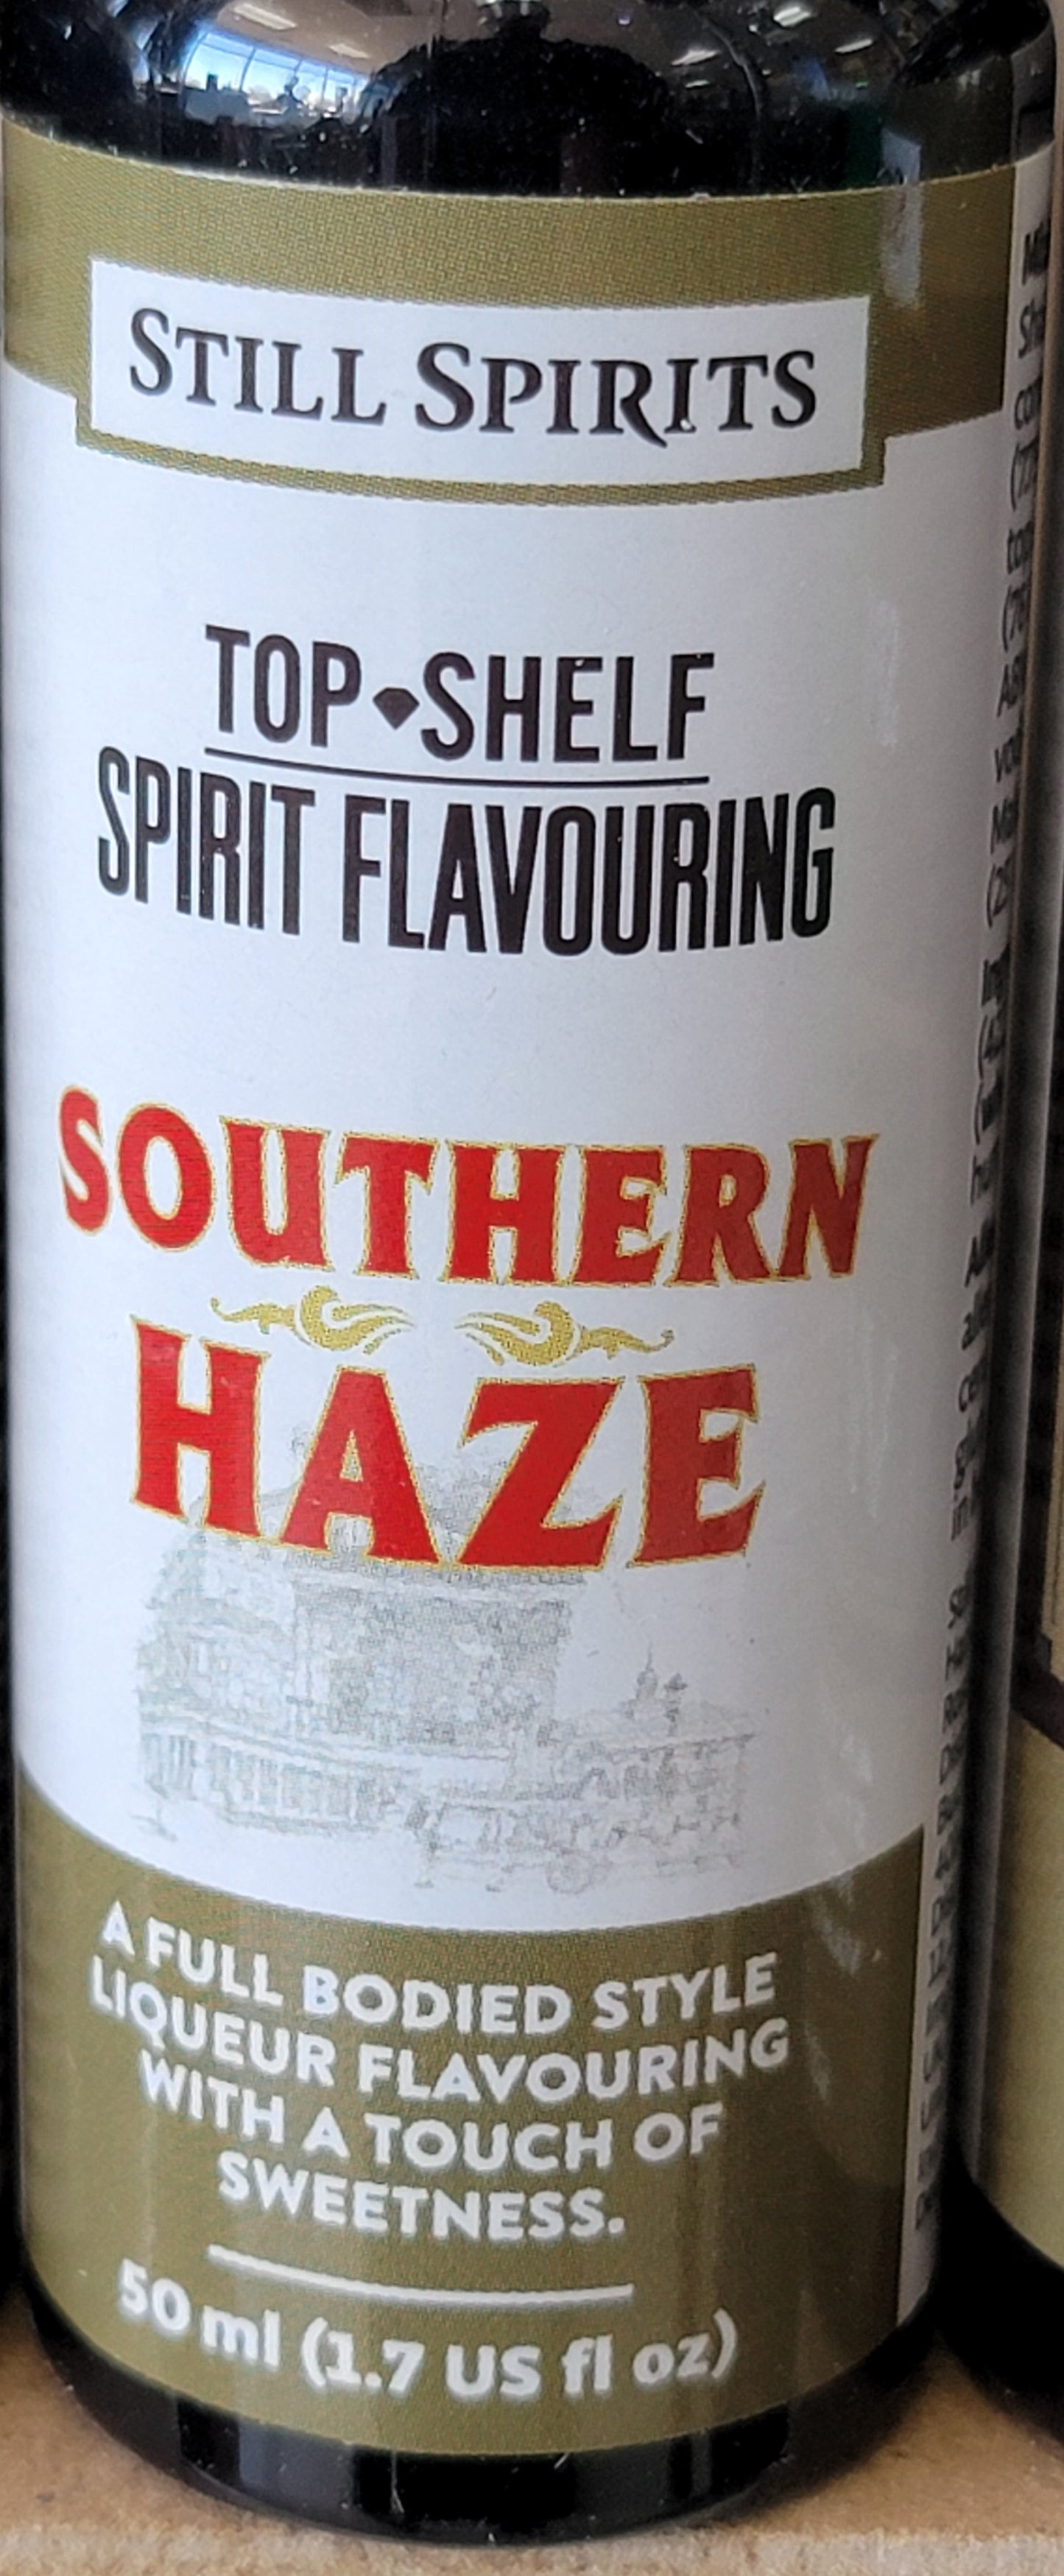 STILL SPIRITS
TOP◆SHELF
SPIRIT FLAVOURING
SOUTHERN
HAZE
A FULL BODIED STYLE
LIQUEUR FLAVOURING
WITH A TOUCH OF
SWEETNESS.
50 ml (1.7 US fl oz)